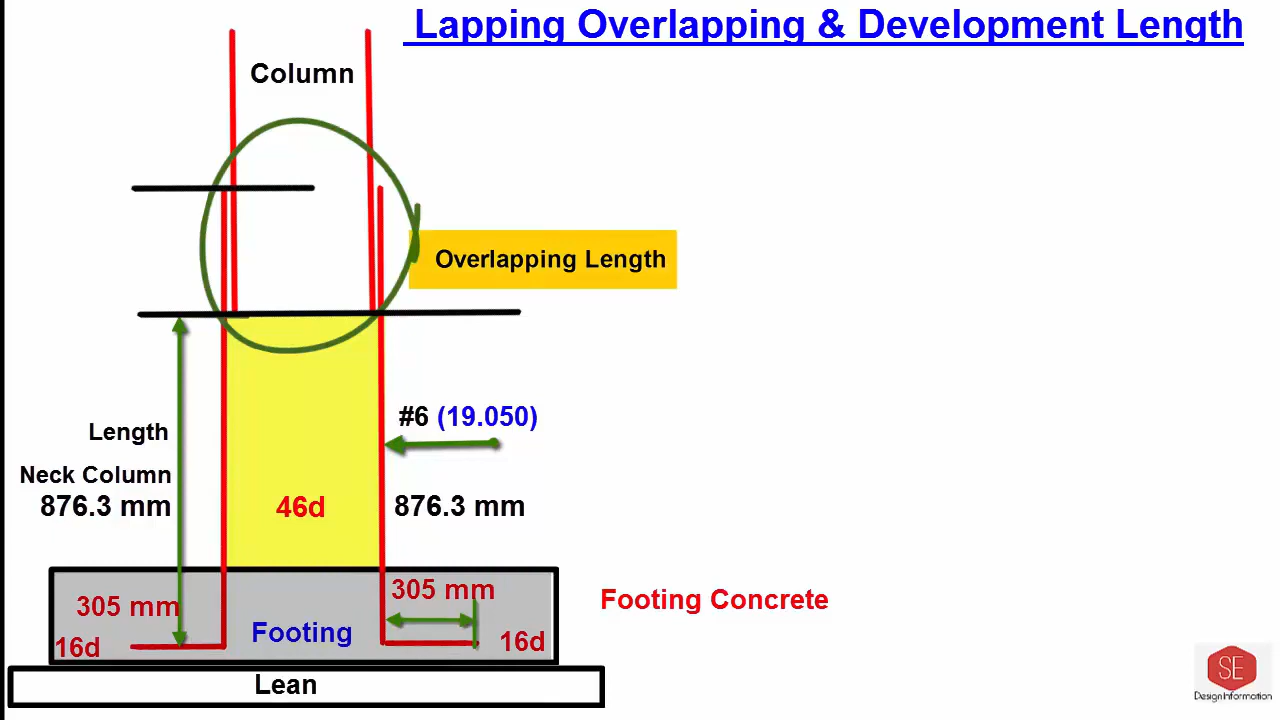 Lapping Overlapping & Development Length
Column
Overlapping Length
#6 (19.050)
Length
Neck Column
876.3 mm
46d
876.3 mm
305 mm
305 mm
Footing Concrete
16d
Footing
16d
Lean
SE
Design Information